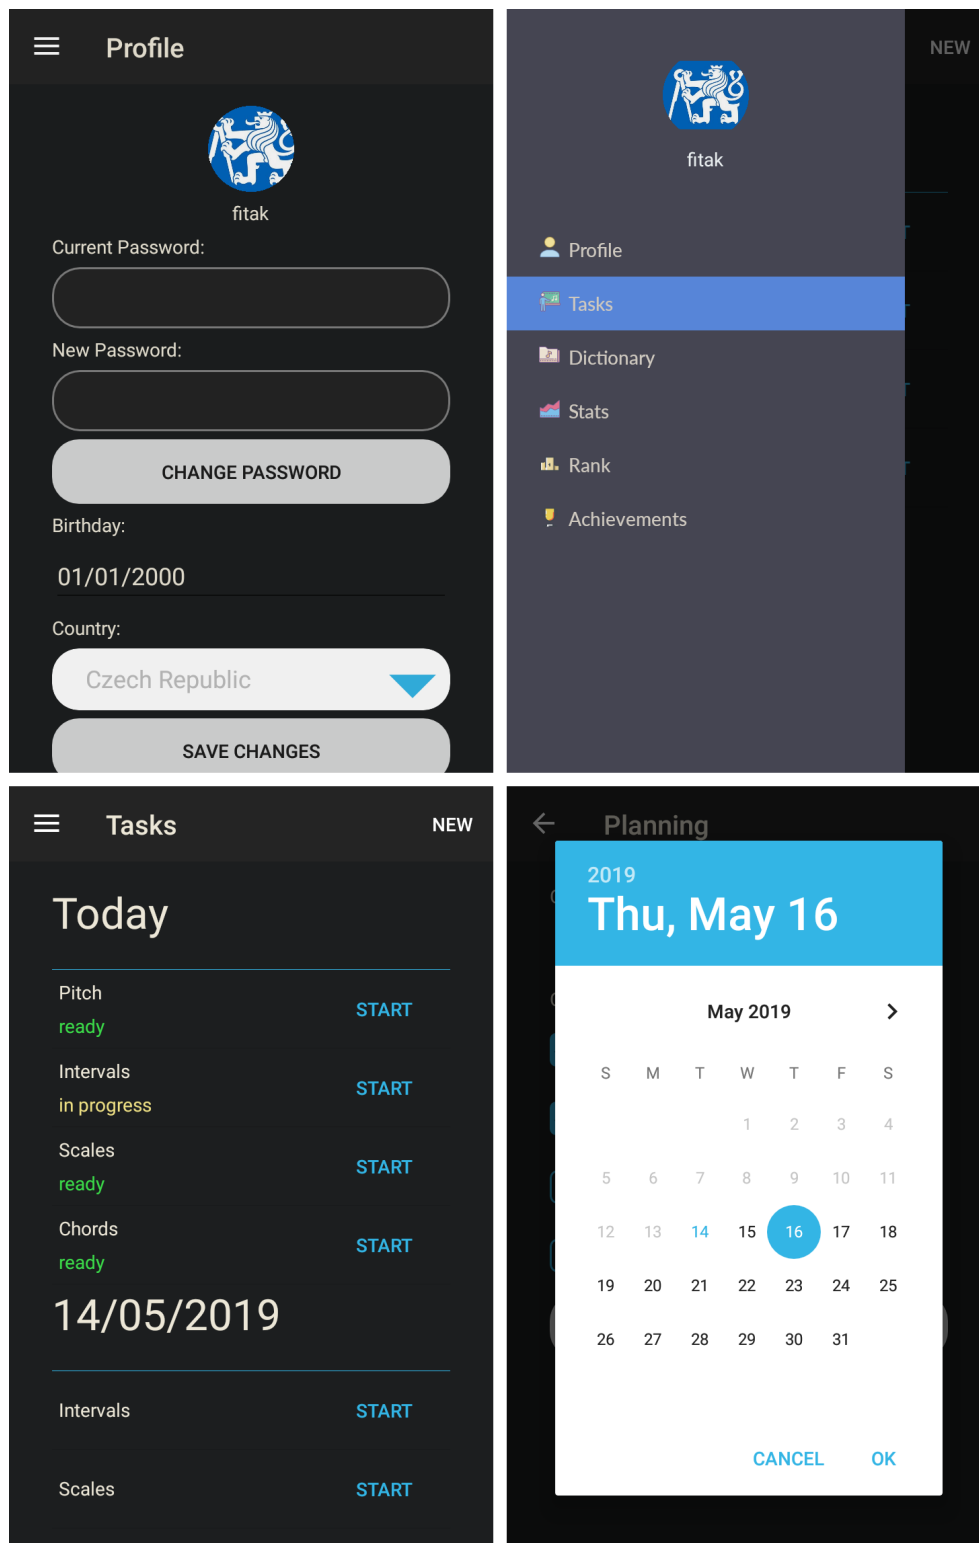 Profile
fitak
Current Password:
New Password:
CHANGE PASSWORD
Birthday:
01/01/2000
Country:
Czech Republic
SAVE CHANGES
NEW
fitak
Profile
Tasks
Dictionary
Stats
Rank
Achievements
Tasks NEW
Today
Pitch
ready START
Intervals
in progress START
Scales
ready START
Chords
ready START
14/05/2019
Intervals START
Scales START
Planning
2019
Thu, May 16
May 2019
S M T W T F S
1 2 3 4
5 6 7 8 9 10 11
12 13 14 15 16 17 18
19 20 21 22 23 24 25
26 27 28 29 30 31
CANCEL OK